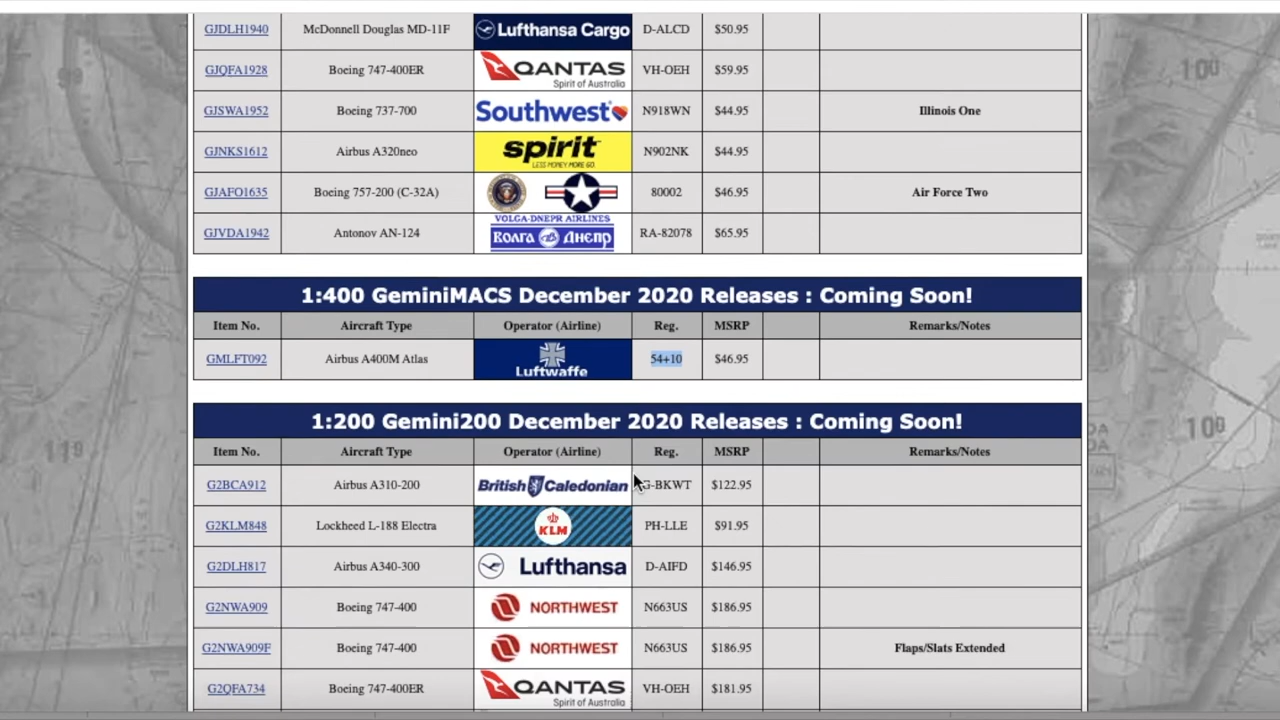 GJDLH1940 McDonnell Douglas MD-11F Lufthansa Cargo D-ALCD $50.95
GJQFA1928 Boeing 747-400ER QANTAS Spirit of Australia VH-OEH $59.95
GJSWA1952 Boeing 737-700 Southwest N918WN $44.95 Illinois One
GJNKS1612 Airbus A320neo spirit LESS MONEY. MORE GO. N902NK $44.95
GJAFO1635 Boeing 757-200 (C-32A) 80002 $46.95 Air Force Two
GJVDA1942 Antonov AN-124 VOLGA-DNEPR AIRLINES Волга Днепр RA-82078 $65.95
1:400 GeminiMACS December 2020 Releases : Coming Soon!
Item No. Aircraft Type Operator (Airline) Reg. MSRP Remarks/Notes
GMLFT092 Airbus A400M Atlas Luftwaffe 54+10 $46.95
1:200 Gemini200 December 2020 Releases : Coming Soon!
Item No. Aircraft Type Operator (Airline) Reg. MSRP Remarks/Notes
G2BCA912 Airbus A310-200 British Caledonian G-BKWT $122.95
G2KLM848 Lockheed L-188 Electra KLM PH-LLE $91.95
G2DLH817 Airbus A340-300 Lufthansa D-AIFD $146.95
G2NWA909 Boeing 747-400 NORTHWEST N663US $186.95
G2NWA909F Boeing 747-400 NORTHWEST N663US $186.95 Flaps/Slats Extended
G2QFA734 Boeing 747-400ER QANTAS Spirit of Australia VH-OEH $181.95
100
100
119